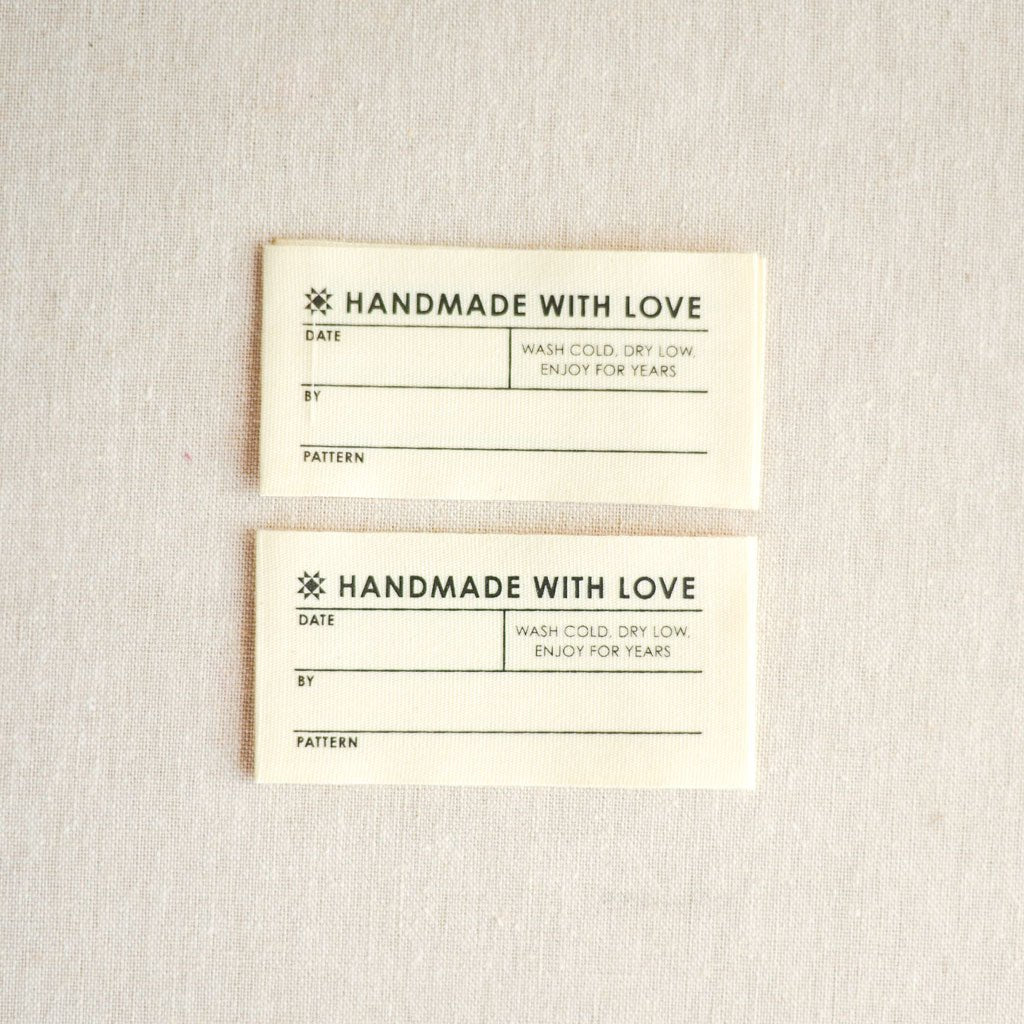 HANDMADE WITH LOVE
DATE
WASH COLD, DRY LOW,
ENJOY FOR YEARS
BY
PATTERN
HANDMADE WITH LOVE
DATE
WASH COLD, DRY LOW,
ENJOY FOR YEARS
BY
PATTERN